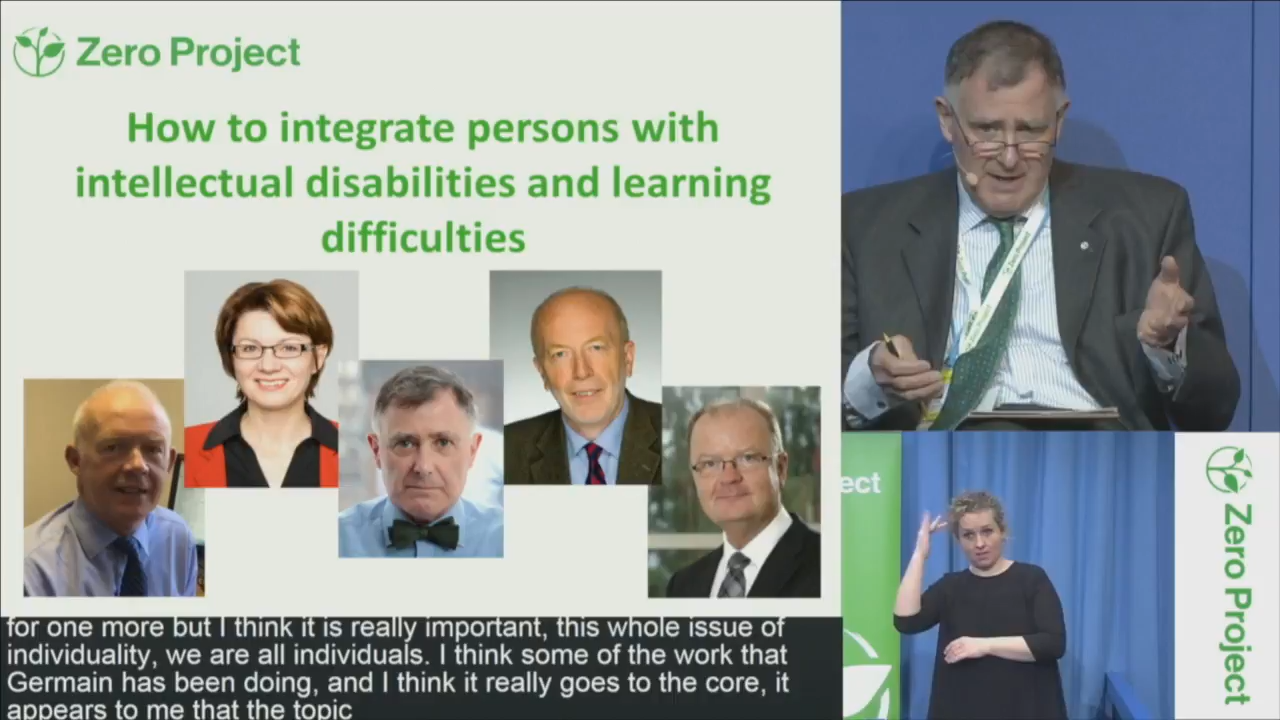 Zero Project
How to integrate persons with
intellectual disabilities and learning
difficulties
for one more but I think it is really important, this whole issue of
individuality, we are all individuals. I think some of the work that
Germain has been doing, and I think it really goes to the core, it
appears to me that the topic
ect
Zero Project